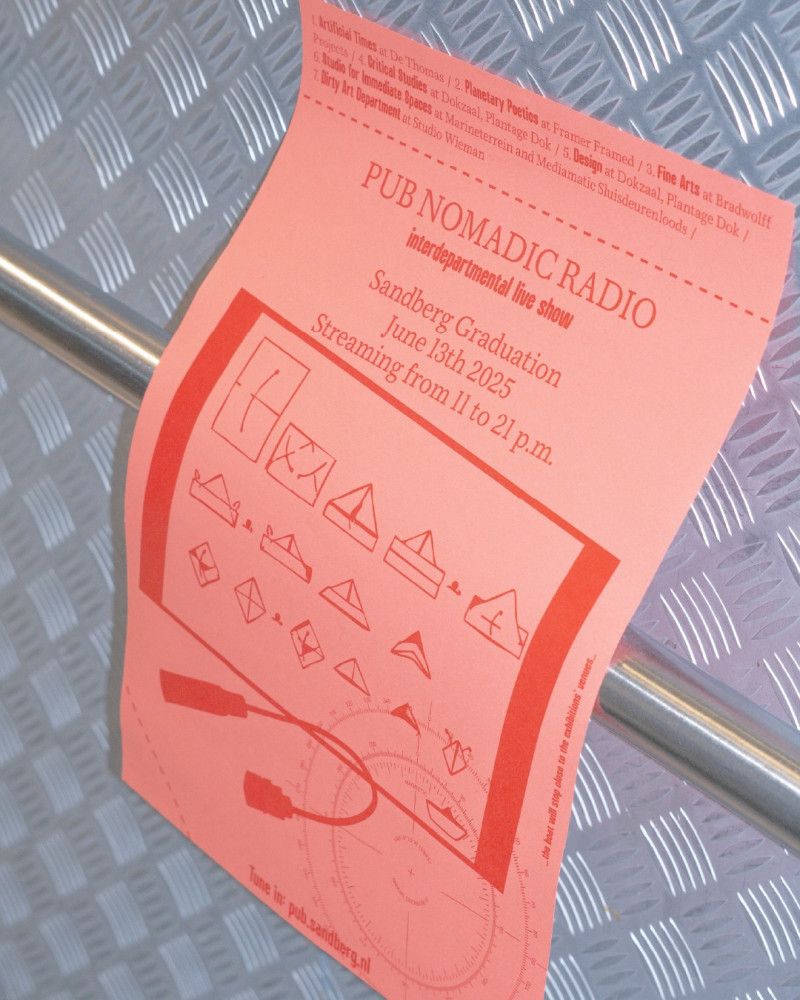 1. Artificial Times at De Thomas / 2. Planetary Poetics at Framer Framed / 3. Fine Arts at Bradwolff
Projects / 4. Critical Studies at Dokzaal, Plantage Dok / 5. Design at Dokzaal, Plantage Dok /
6. Studio for Immediate Spaces at Marineterrein and Mediamatic Sluisdeurenloods /
7. Dirty Art Department at Studio Wieman
PUB NOMADIC RADIO
interdepartmental live show
Sandberg Graduation
June 13th 2025
Streaming from 11 to 21 p.m.
...the boat will stop close to the exhibitions' venues...
Tune in: pub.sandberg.nl